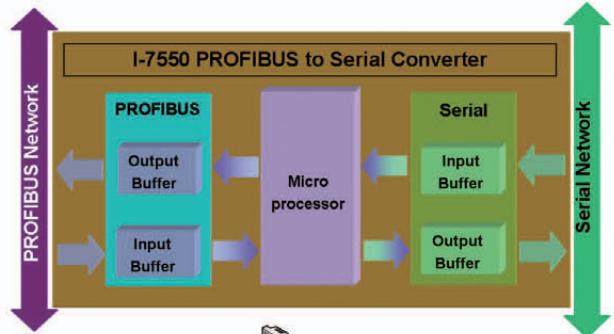 I-7550 PROFIBUS to Serial Converter
PROFIBUS Network
PROFIBUS
Output
Buffer
Input
Buffer
Micro
processor
Serial
Input
Buffer
Output
Buffer
Serial Network